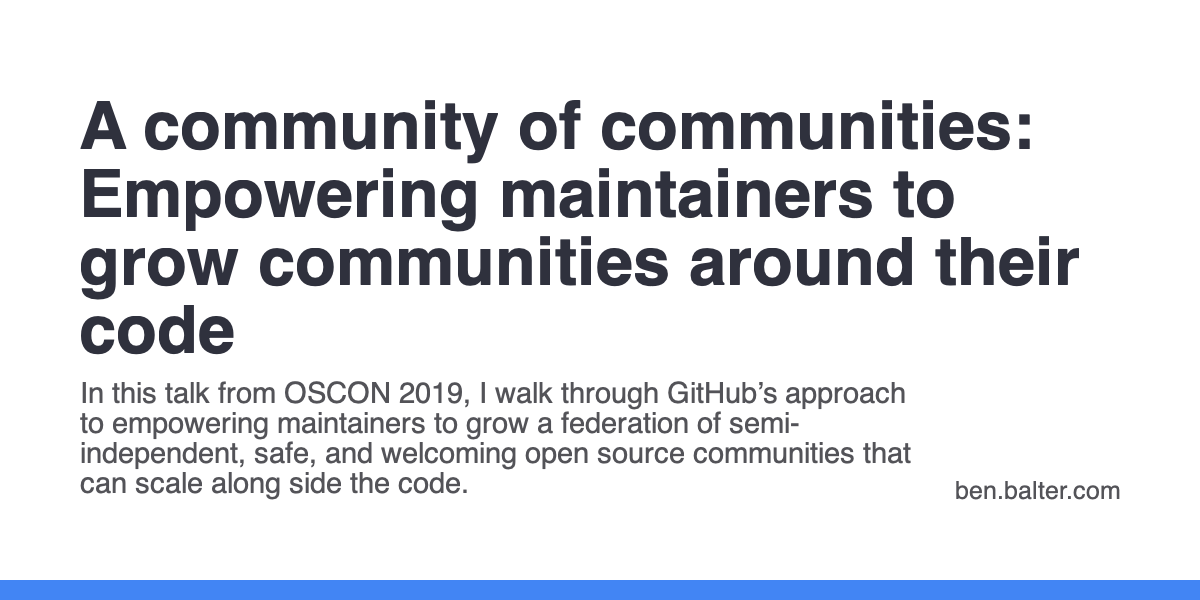 A community of communities:
Empowering maintainers to
grow communities around their
code
In this talk from OSCON 2019, I walk through GitHub’s approach
to empowering maintainers to grow a federation of semi-
independent, safe, and welcoming open source communities that
can scale along side the code.
ben.balter.com